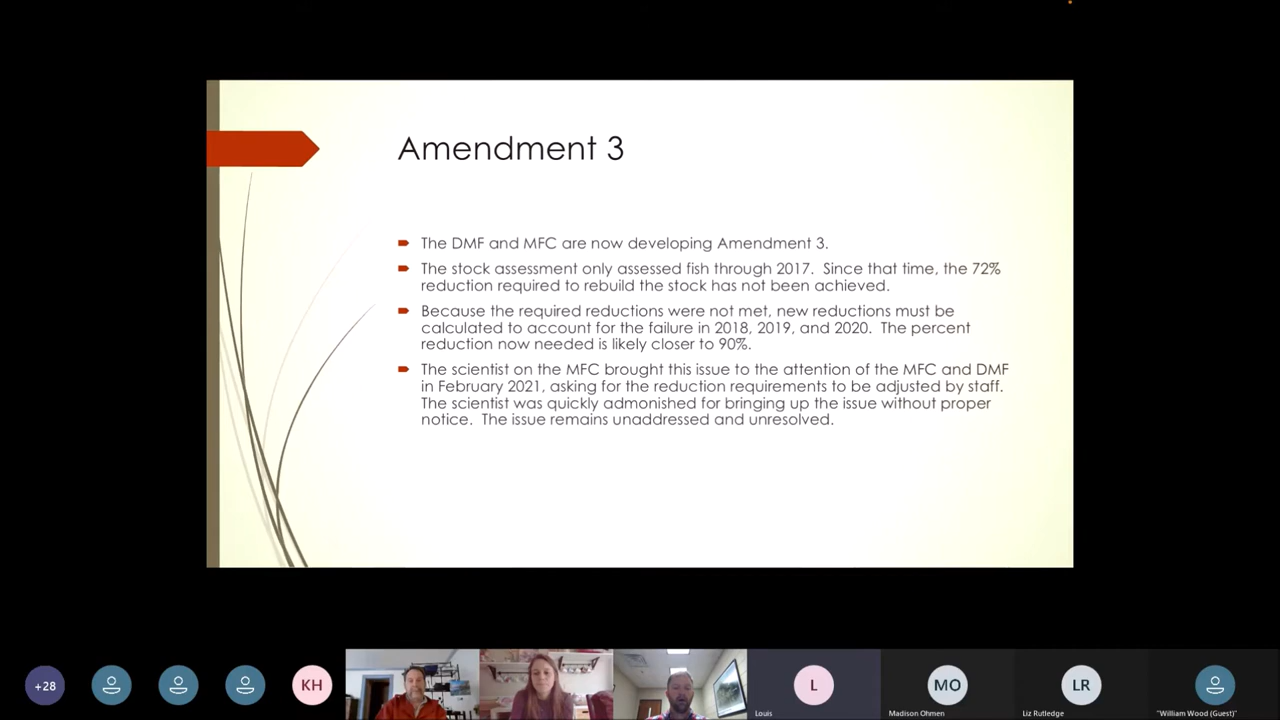 Amendment 3
The DMF and MFC are now developing Amendment 3.
The stock assessment only assessed fish through 2017. Since that time, the 72%
reduction required to rebuild the stock has not been achieved.
Because the required reductions were not met, new reductions must be
calculated to account for the failure in 2018, 2019, and 2020. The percent
reduction now needed is likely closer to 90%.
The scientist on the MFC brought this issue to the attention of the MFC and DMF
in February 2021, asking for the reduction requirements to be adjusted by staff.
The scientist was quickly admonished for bringing up the issue without proper
notice. The issue remains unaddressed and unresolved.
+28
KH
L
MO
LR
Louis
Madison Ohmen
Liz Rutledge
"William Wood (Guest)"